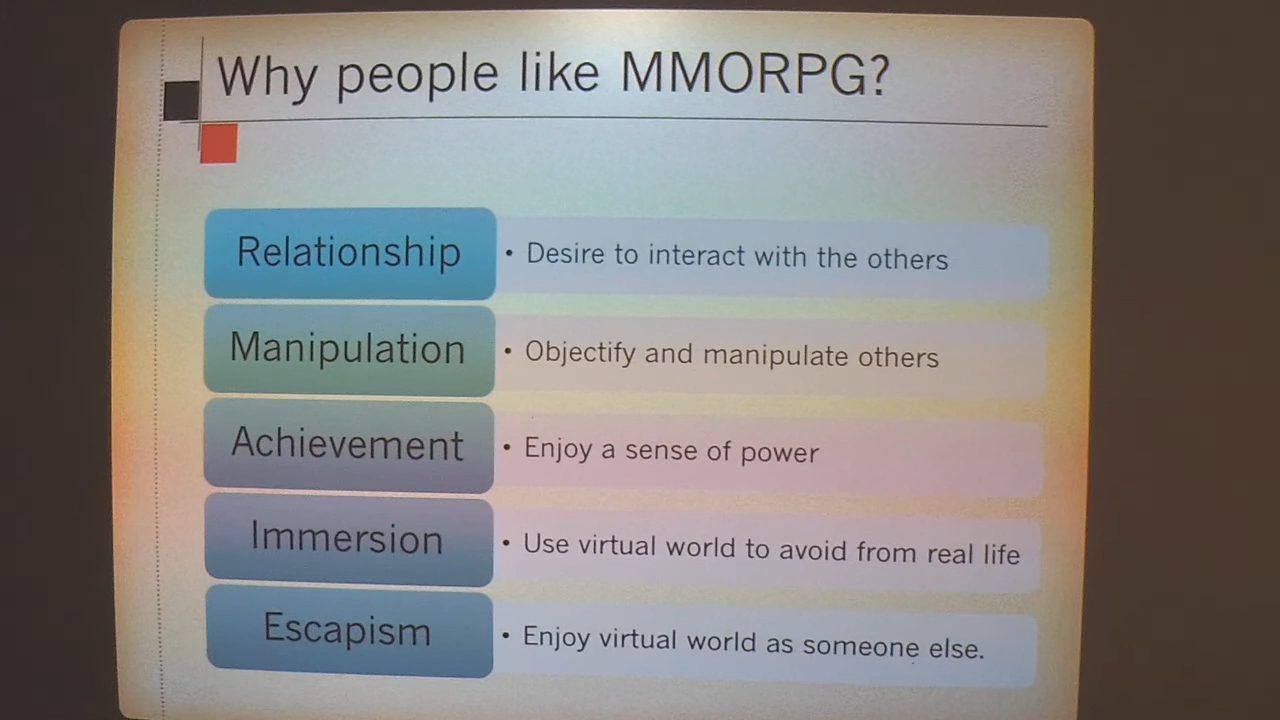 Why people like MMORPG?
Relationship
• Desire to interact with the others
Manipulation
• Objectify and manipulate others
Achievement
• Enjoy a sense of power
Immersion
• Use virtual world to avoid from real life
Escapism
• Enjoy virtual world as someone else.